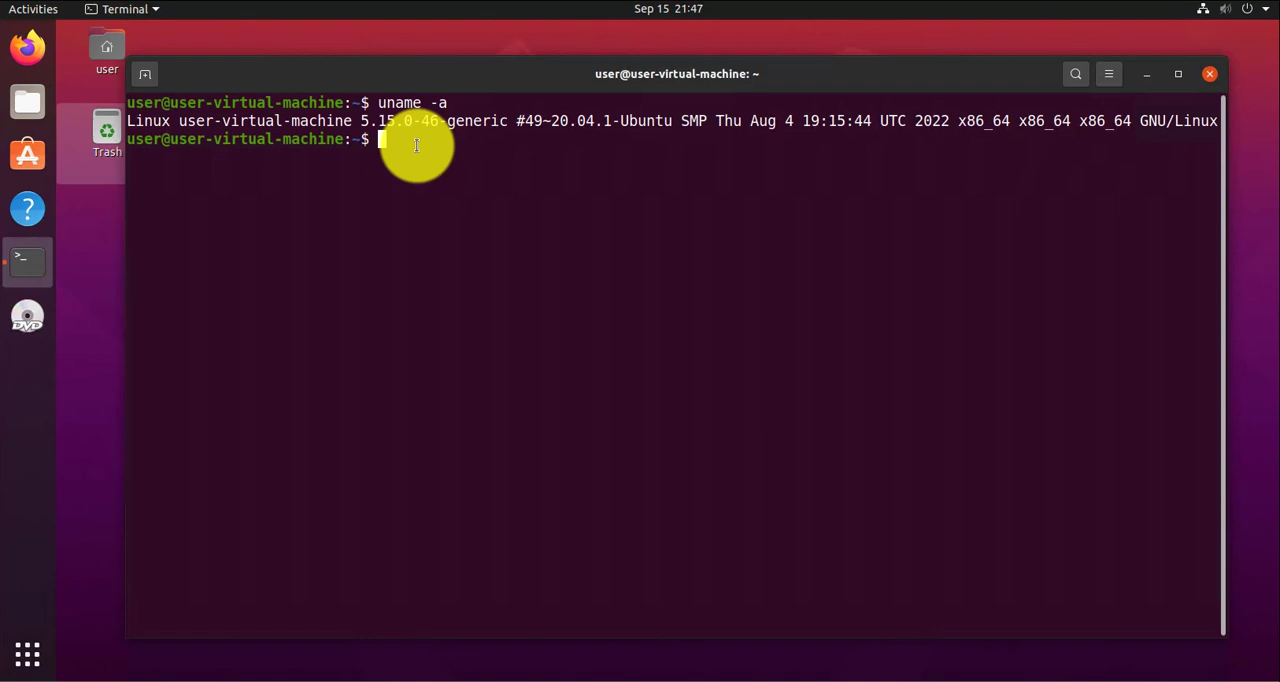 Activities
Terminal
Sep 15 21:47
user
Trash
user@user-virtual-machine: ~
user@user-virtual-machine:~$ uname -a
Linux user-virtual-machine 5.15.0-46-generic #49~20.04.1-Ubuntu SMP Thu Aug 4 19:15:44 UTC 2022 x86_64 x86_64 x86_64 GNU/Linux
user@user-virtual-machine:~$
?
>_
DVD